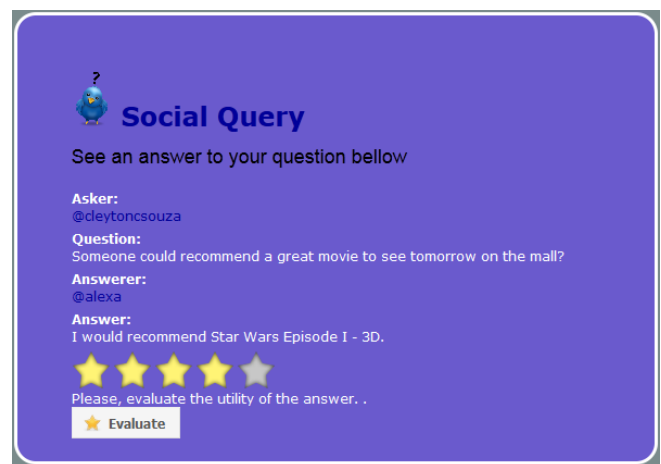 ?
Social Query
See an answer to your question bellow
Asker:
@cleytoncsouza
Question:
Someone could recommend a great movie to see tomorrow on the mall?
Answerer:
@alexa
Answer:
I would recommend Star Wars Episode I - 3D.
Please, evaluate the utility of the answer. .
Evaluate